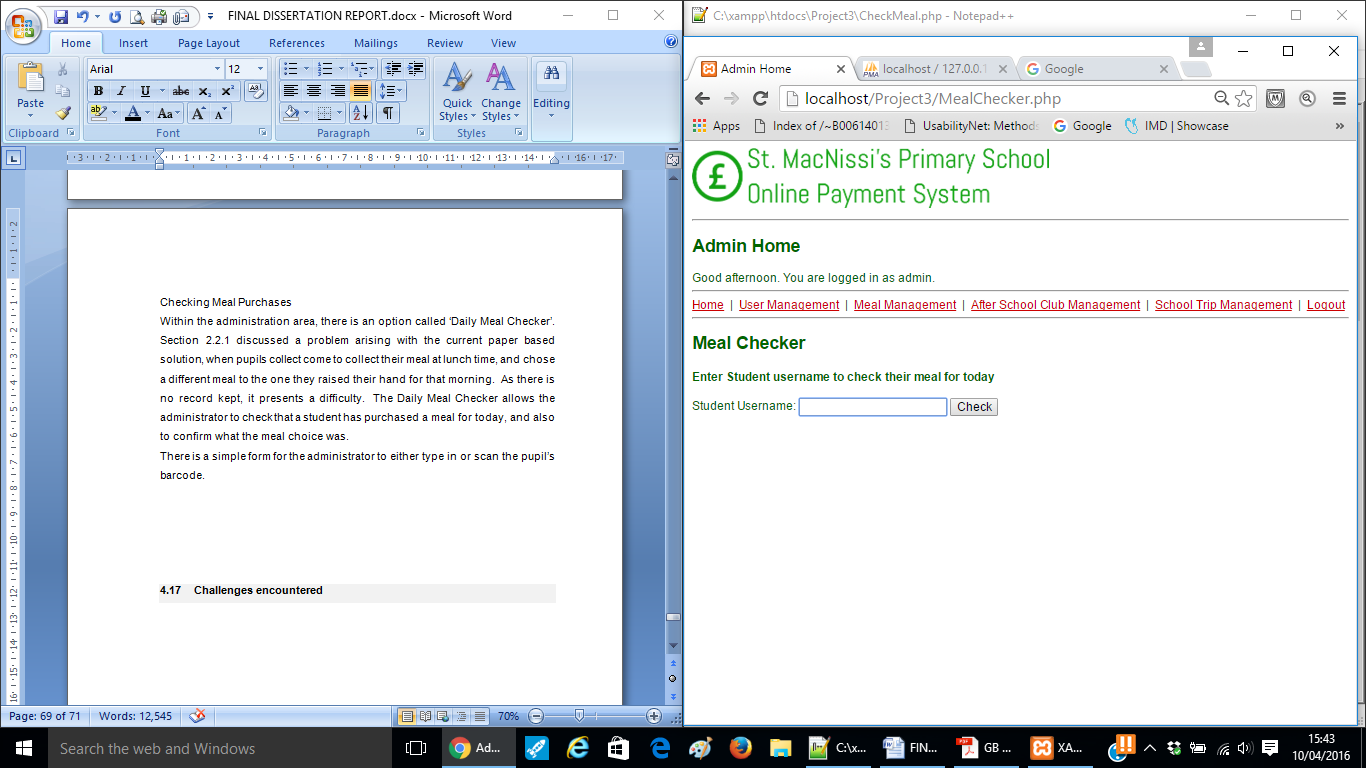 FINAL DISSERTATION REPORT.docx - Microsoft Word
Home Insert Page Layout References Mailings Review View
Paste
Clipboard
Arial 12
B I U abc x₂ x² Aa A A A
Font
Paragraph
Quick Styles
Change Styles
Styles
Editing
Checking Meal Purchases
Within the administration area, there is an option called ‘Daily Meal Checker’.
Section 2.2.1 discussed a problem arising with the current paper based
solution, when pupils collect come to collect their meal at lunch time, and chose
a different meal to the one they raised their hand for that morning. As there is
no record kept, it presents a difficulty. The Daily Meal Checker allows the
administrator to check that a student has purchased a meal for today, and also
to confirm what the meal choice was.
There is a simple form for the administrator to either type in or scan the pupil’s
barcode.
4.17 Challenges encountered
Page: 69 of 71 Words: 12,545 70%
C:\xampp\htdocs\Project3\CheckMeal.php - Notepad++
Admin Home
localhost / 127.0.0.1
Google
localhost/Project3/MealChecker.php
Apps Index of /~B0061401 UsabilityNet: Methods Google IMD | Showcase »
£
St. MacNissi's Primary School
Online Payment System
Admin Home
Good afternoon. You are logged in as admin.
Home | User Management | Meal Management | After School Club Management | School Trip Management | Logout
Meal Checker
Enter Student username to check their meal for today
Student Username: Check
Search the web and Windows
Ad...
C:\x...
FIN...
GB ...
XA...
15:43
10/04/2016